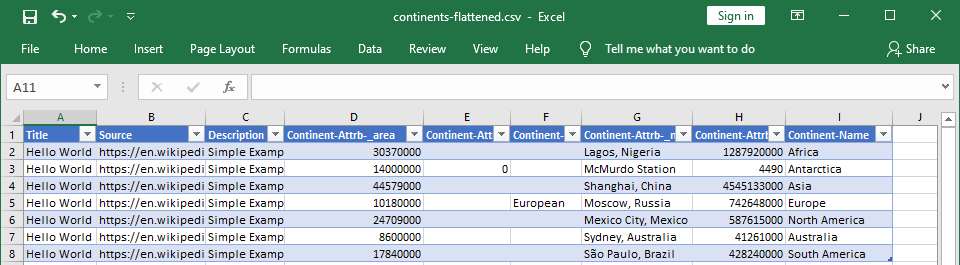 continents-flattened.csv - Excel
Sign in
File Home Insert Page Layout Formulas Data Review View Help Tell me what you want to do Share
A11 fx
A B C D E F G H I J
1 Title Source Description Continent-Attrb-_area Continent-Att Continent- Continent-Attrb-_n Continent-Attrb Continent-Name
2 Hello World https://en.wikipedi Simple Examp 30370000 Lagos, Nigeria 1287920000 Africa
3 Hello World https://en.wikipedi Simple Examp 14000000 0 McMurdo Station 4490 Antarctica
4 Hello World https://en.wikipedi Simple Examp 44579000 Shanghai, China 4545133000 Asia
5 Hello World https://en.wikipedi Simple Examp 10180000 European Moscow, Russia 742648000 Europe
6 Hello World https://en.wikipedi Simple Examp 24709000 Mexico City, Mexico 587615000 North America
7 Hello World https://en.wikipedi Simple Examp 8600000 Sydney, Australia 41261000 Australia
8 Hello World https://en.wikipedi Simple Examp 17840000 São Paulo, Brazil 428240000 South America